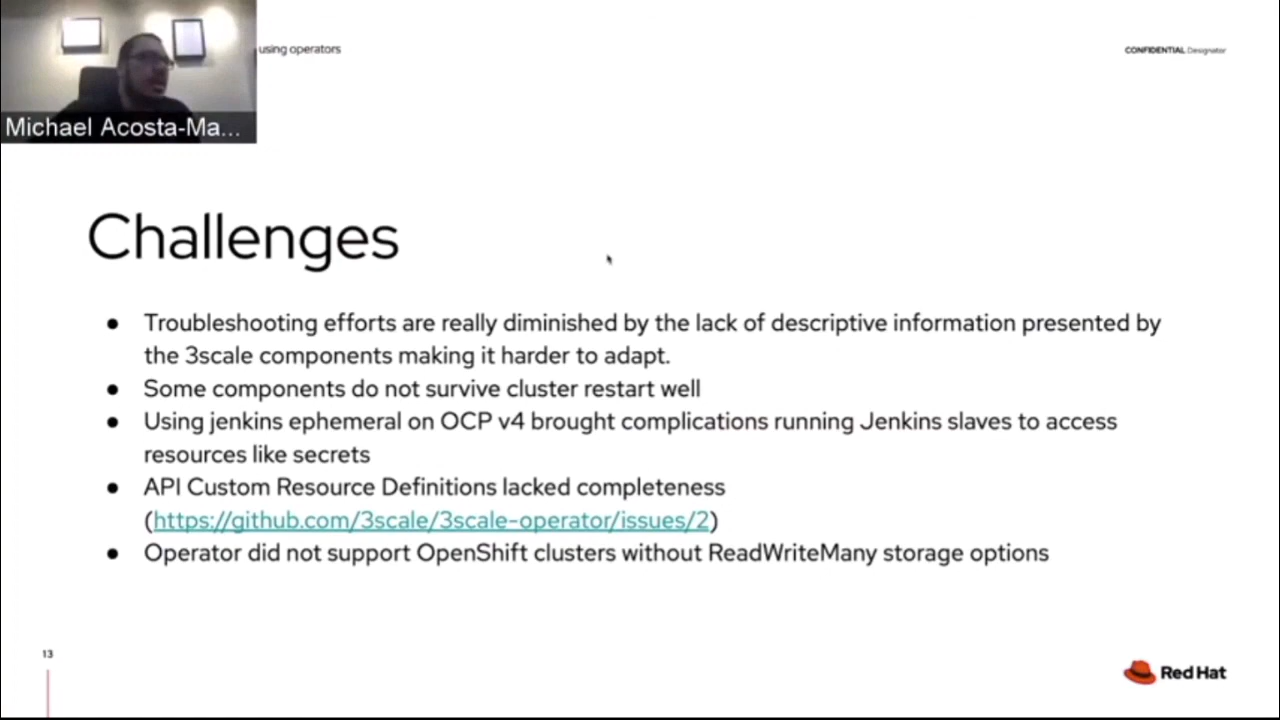 using operators
CONFIDENTIAL Designator
Michael Acosta-Ma...
Challenges
● Troubleshooting efforts are really diminished by the lack of descriptive information presented by
the 3scale components making it harder to adapt.
● Some components do not survive cluster restart well
● Using jenkins ephemeral on OCP v4 brought complications running Jenkins slaves to access
resources like secrets
● API Custom Resource Definitions lacked completeness
(https://github.com/3scale/3scale-operator/issues/2)
● Operator did not support OpenShift clusters without ReadWriteMany storage options
13
Red Hat